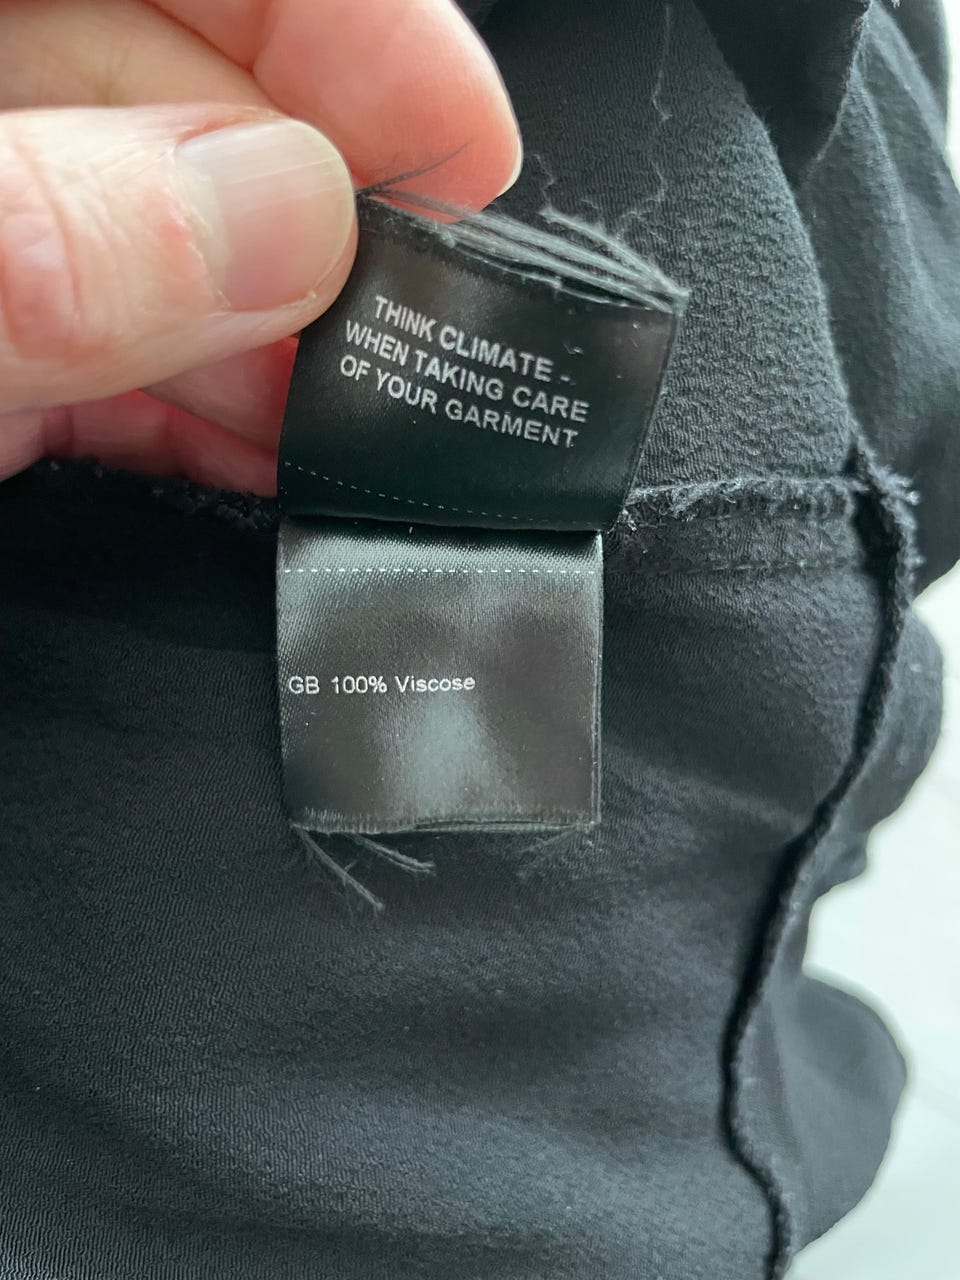 THINK CLIMATE -
WHEN TAKING CARE
OF YOUR GARMENT
GB 100% Viscose